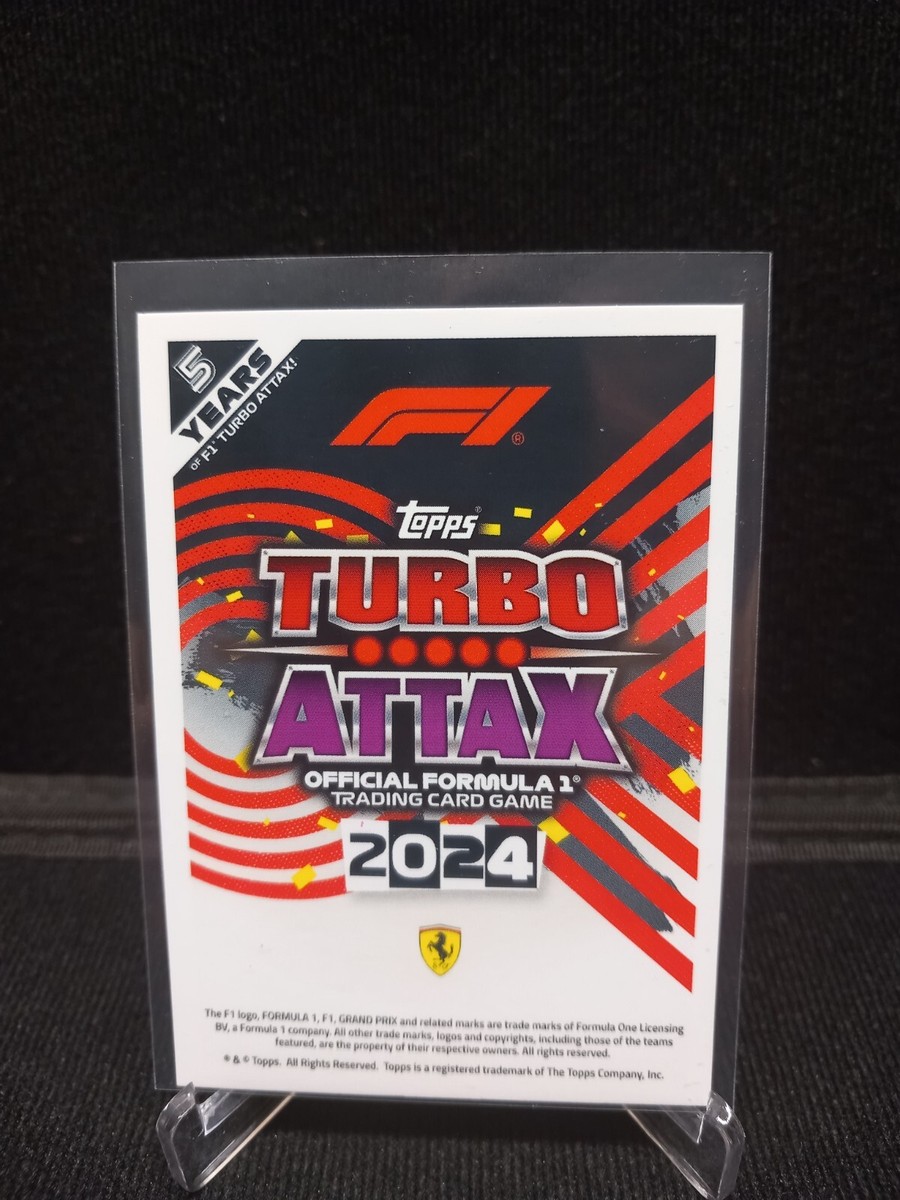 5
YEARS
OF F1® TURBO ATTAX!
F1®
Topps®
TURBO
ATTAX
OFFICIAL FORMULA 1®
TRADING CARD GAME
2024
The F1 logo, FORMULA 1, F1, GRAND PRIX and related marks are trade marks of Formula One Licensing
BV, a Formula 1 company. All other trade marks, logos and copyrights, including those of the teams
featured, are the property of their respective owners. All rights reserved.
® & © Topps. All Rights Reserved. Topps is a registered trademark of The Topps Company, Inc.